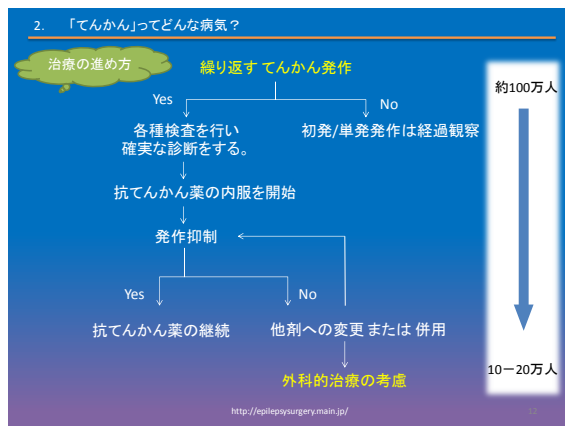 2. 「てんかん」ってどんな病気？
治療の進め方
繰り返す てんかん発作
約100万人
Yes
No
各種検査を行い
確実な診断をする。
初発/単発発作は経過観察
抗てんかん薬の内服を開始
発作抑制
Yes
No
抗てんかん薬の継続
他剤への変更 または 併用
外科的治療の考慮
10－20万人
http://epilepsysurgery.main.jp/
12